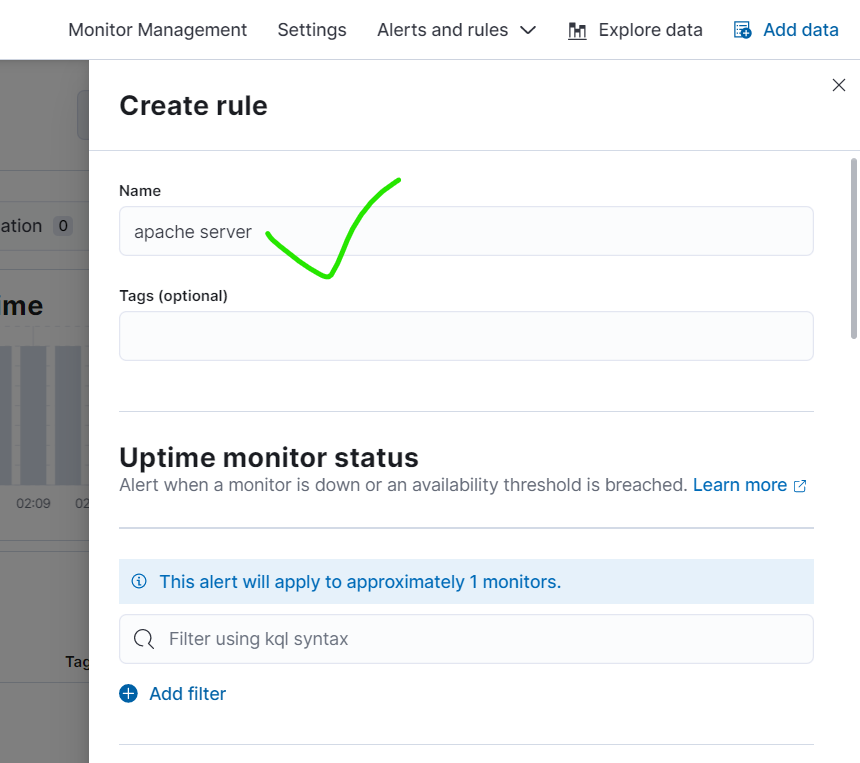 Monitor Management Settings Alerts and rules Explore data Add data
Create rule
Name
ation 0
apache server
ime
Tags (optional)
Uptime monitor status
Alert when a monitor is down or an availability threshold is breached. Learn more
02:09 02
This alert will apply to approximately 1 monitors.
Filter using kql syntax
Tag
Add filter